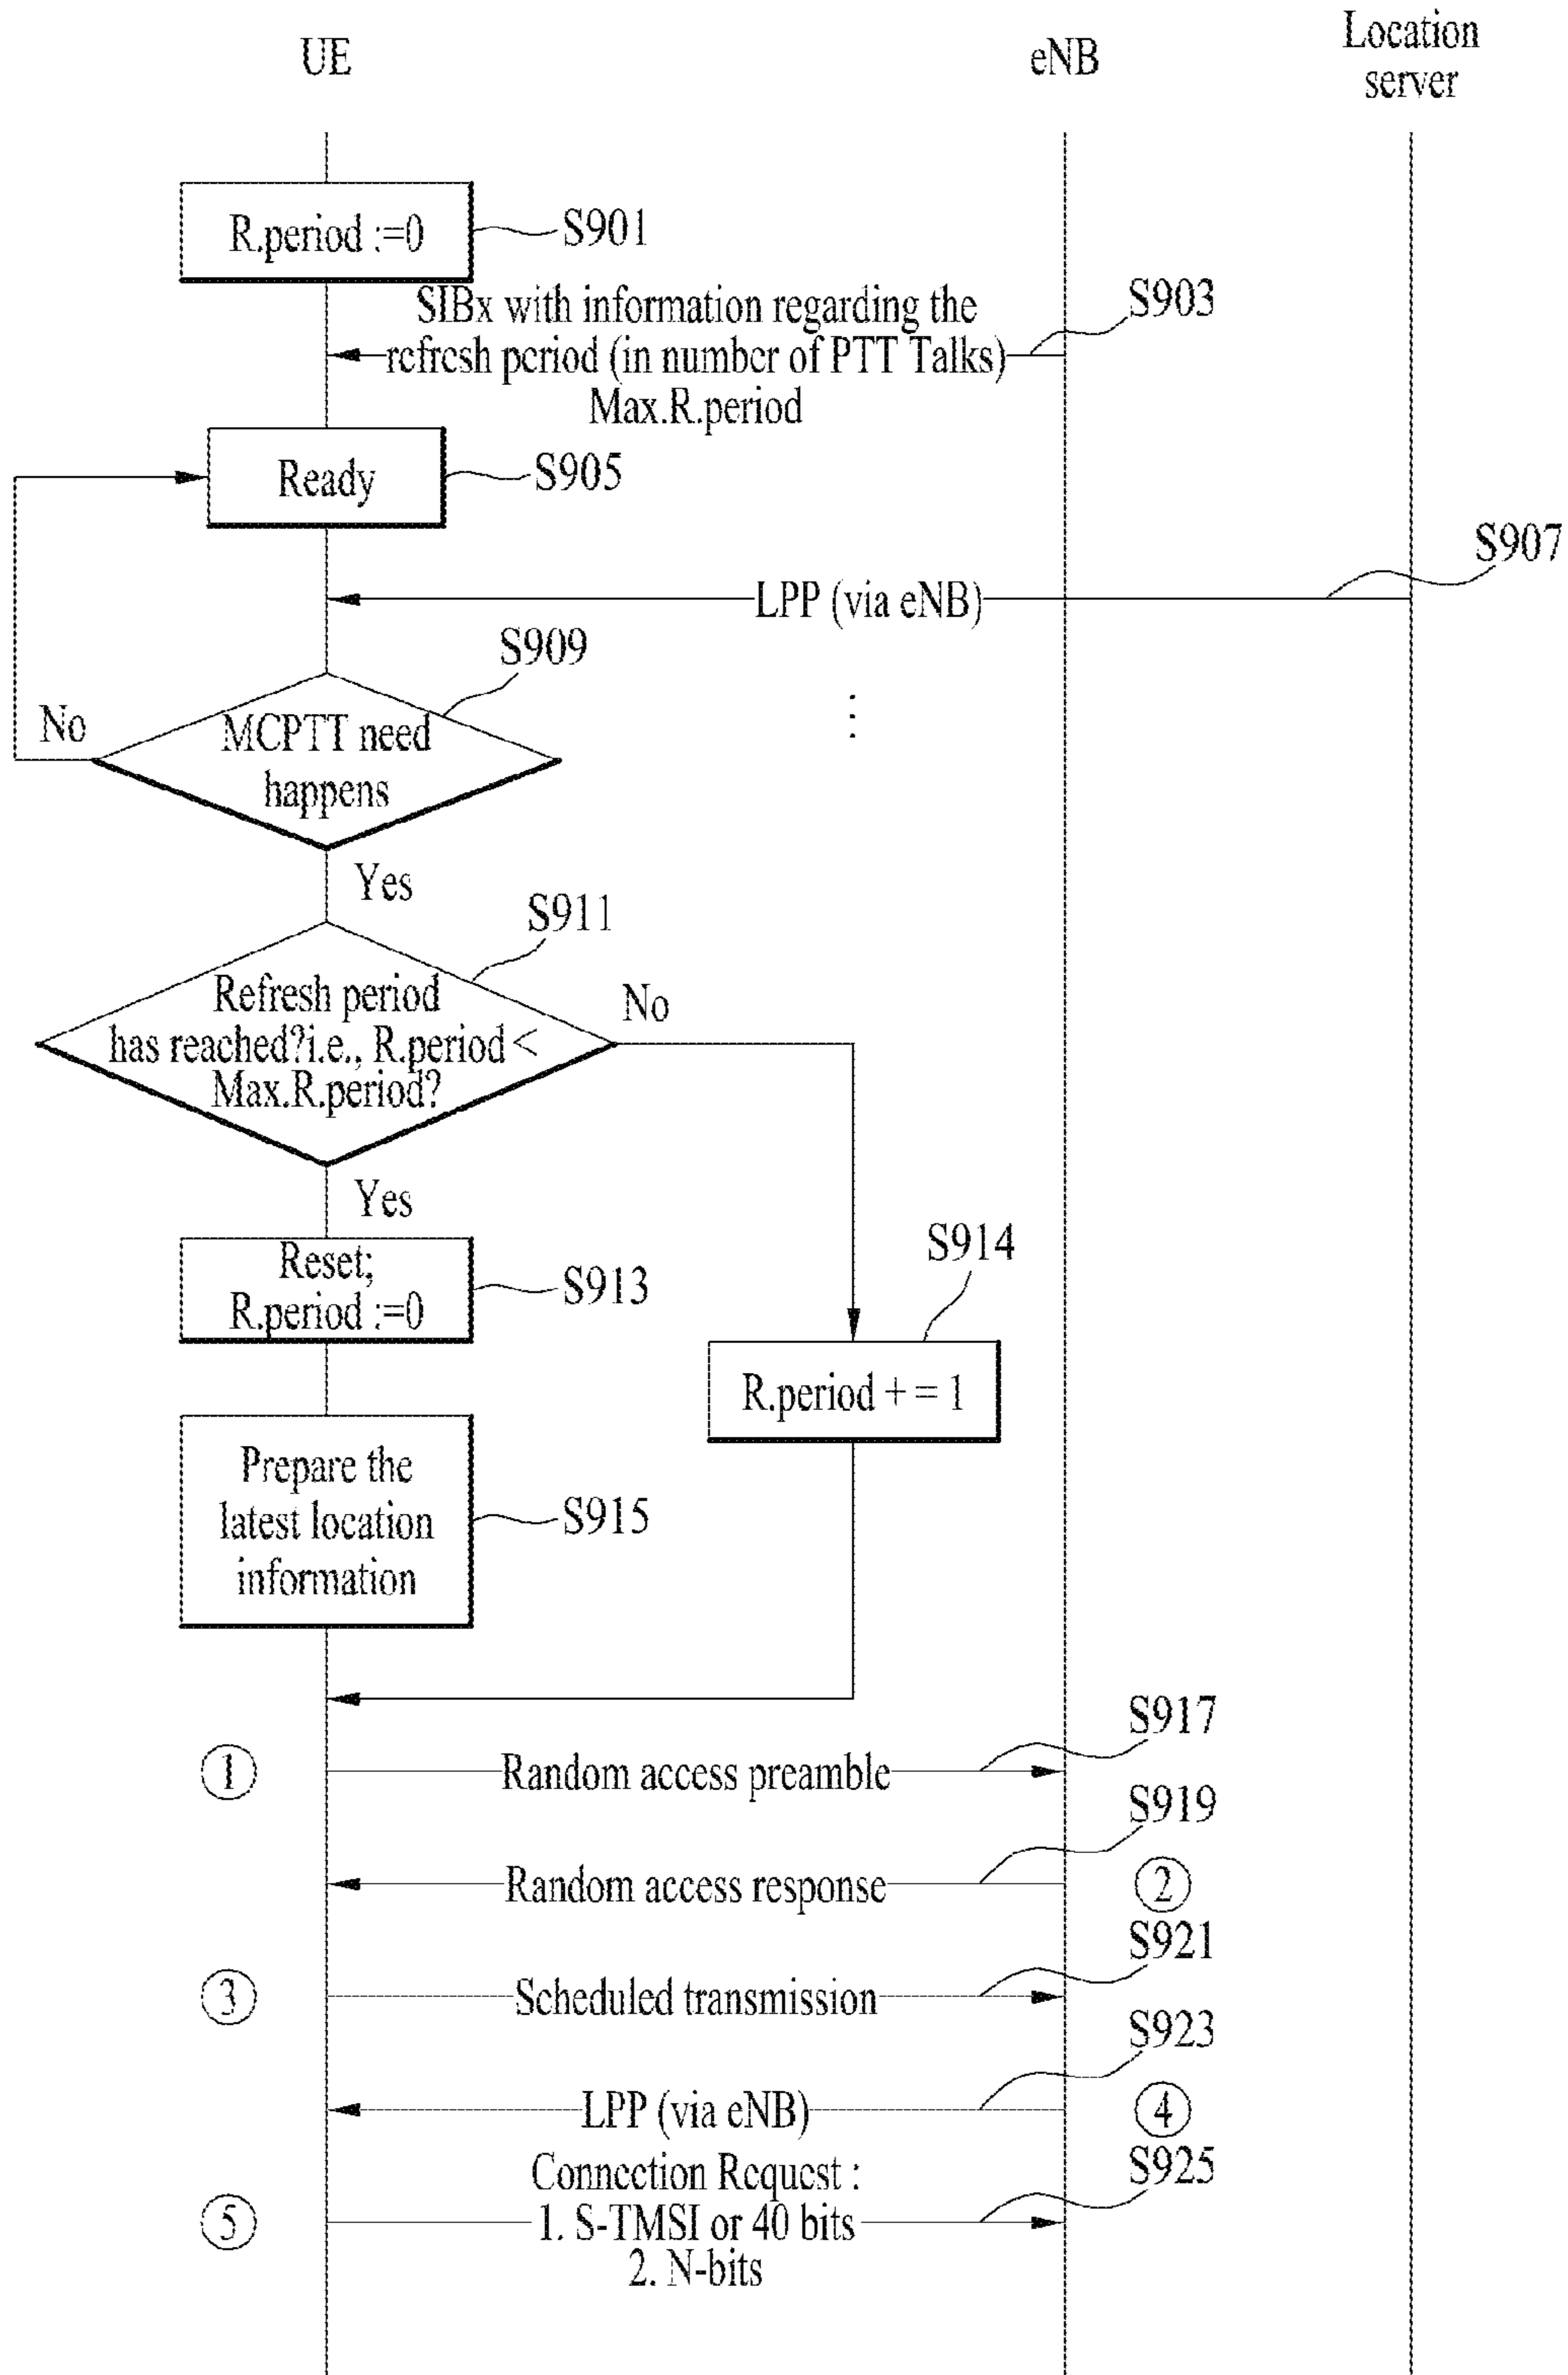 UE
eNB
Location
server
R.period :=0
S901
SIBx with information regarding the
refresh period (in number of PTT Talks)
Max.R.period
S903
Ready
S905
S907
LPP (via eNB)
S909
No
MCPTT need
happens
Yes
S911
Refresh period
has reached?i.e., R.period <
Max.R.period?
No
Yes
Reset;
R.period :=0
S913
S914
R.period + = 1
Prepare the
latest location
information
S915
S917
1
Random access preamble
S919
Random access response
2
S921
3
Scheduled transmission
S923
LPP (via eNB)
4
S925
Connection Request :
5
1. S-TMSI or 40 bits
2. N-bits